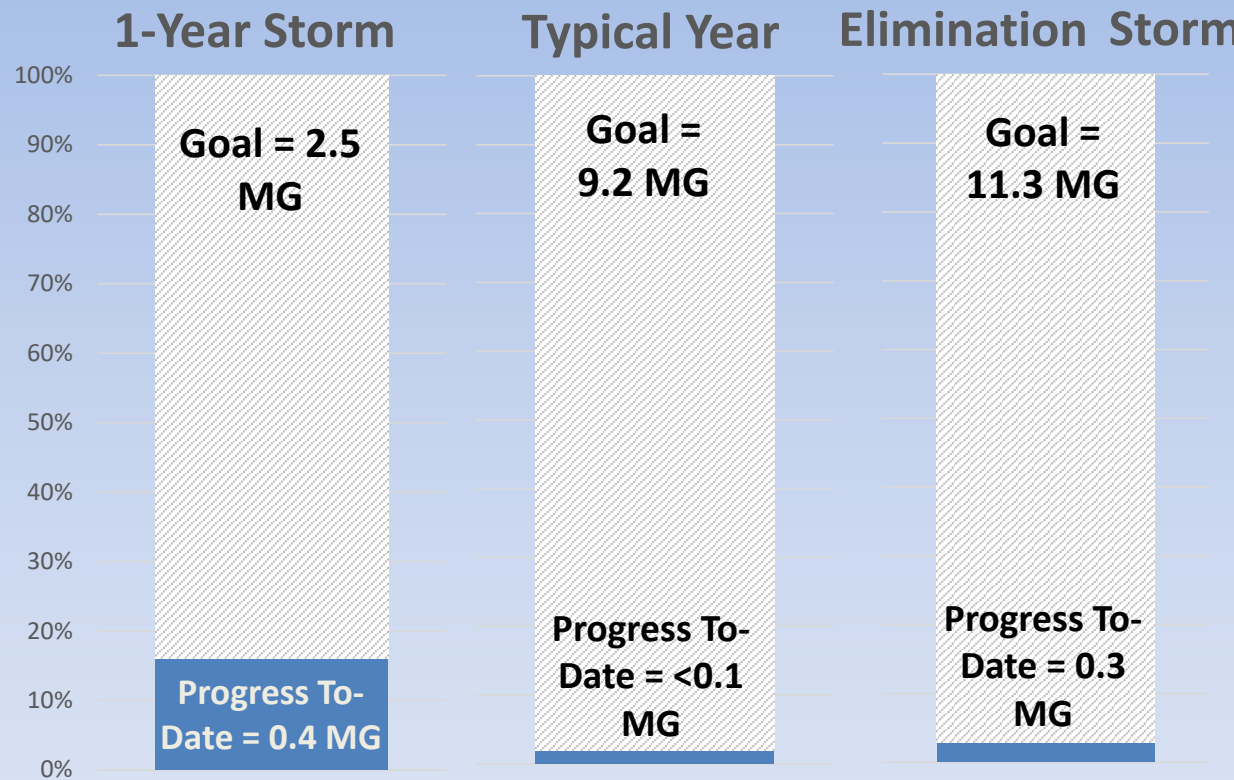 1-Year Storm
Typical Year
Elimination Storm
100%
90%
80%
70%
60%
50%
40%
30%
20%
10%
0%
Goal = 2.5
MG
Progress To-
Date = 0.4 MG
Goal =
9.2 MG
Progress To-
Date = <0.1
MG
Goal =
11.3 MG
Progress To-
Date = 0.3
MG